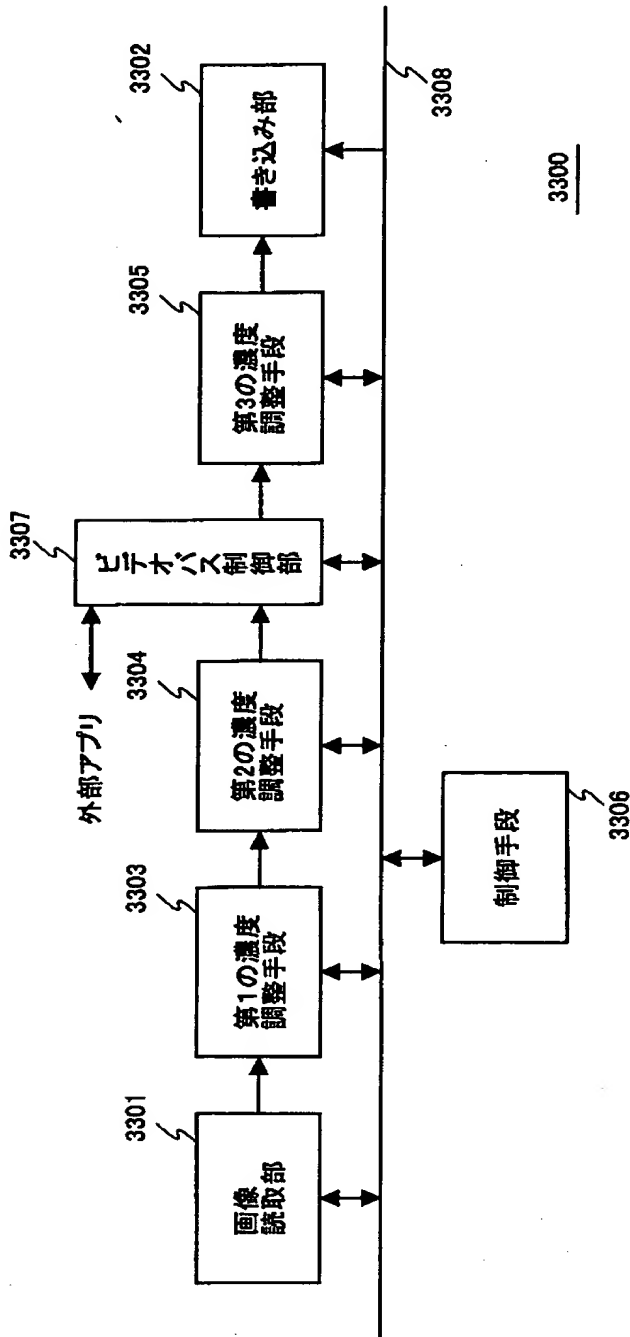 3301
画像
読取部
3303
第1の濃度
調整手段
3304
第2の濃度
調整手段
外部アプリ
3307
ビデオバス制御部
3305
第3の濃度
調整手段
3302
書き込み部
3308
制御手段
3306
3300